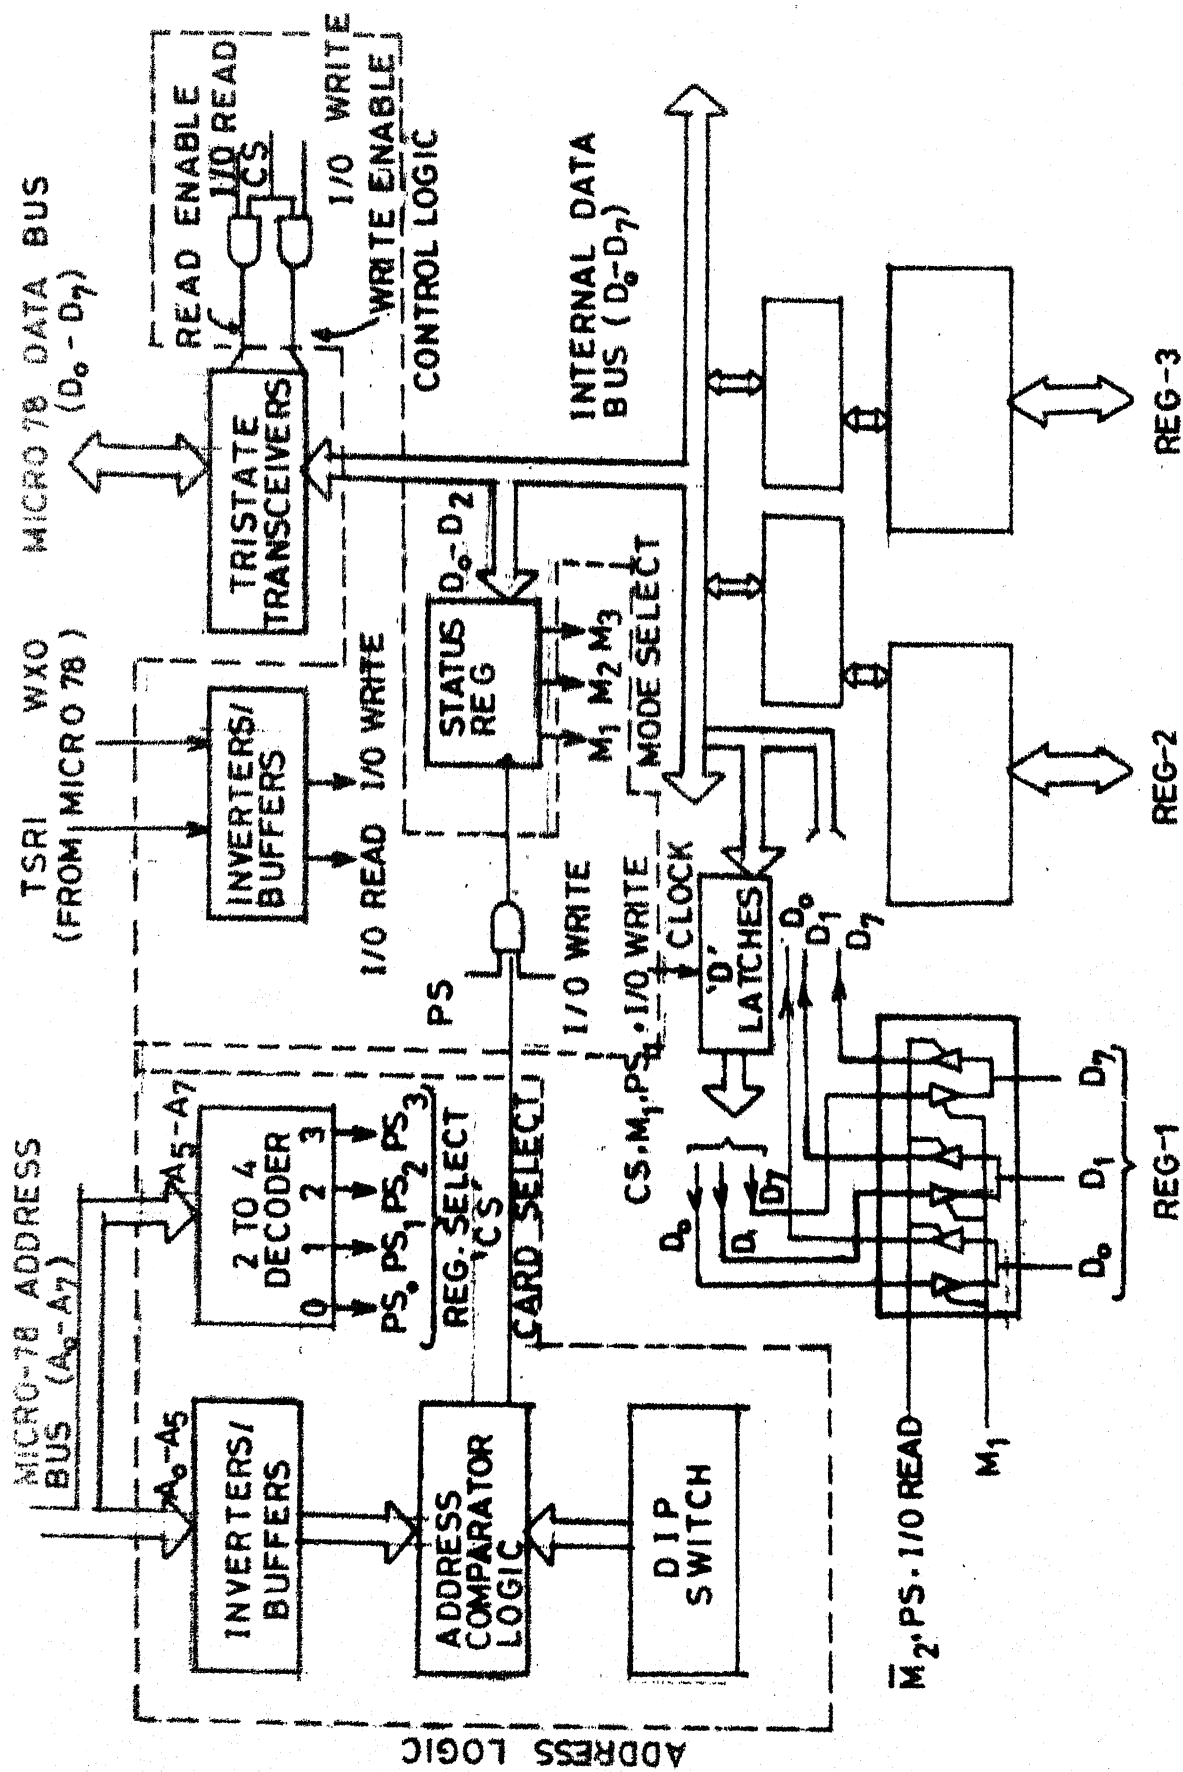 MICRO-78 ADDRESS
BUS (A₀-A₇)
TSRI WXO
(FROM MICRO 78)
MICRO 78 DATA BUS
(D₀-D₇)
A₀-A₅
INVERTERS/
BUFFERS
A₅-A₇
2 TO 4
DECODER
0 1 2 3
PS₀ PS₁ PS₂ PS₃
REG. SELECT
INVERTERS/
BUFFERS
I/O READ I/O WRITE
TRISTATE
TRANSCEIVERS
READ ENABLE
I/O READ
CS
I/O WRITE
WRITE ENABLE
CONTROL LOGIC
ADDRESS
COMPARATOR
LOGIC
'CS'
CARD SELECT
PS
I/O WRITE
STATUS
REG
D₀-D₂
M₁ M₂ M₃
MODE SELECT
INTERNAL DATA
BUS (D₀-D₇)
DIP
SWITCH
ADDRESS LOGIC
CS.M₁.PS₁.I/O WRITE
CLOCK
'D'
LATCHES
D₀
D₁
D₇
D₀
D₁
D₇
M̅₂.PS.I/O READ
M₁
D₀ D₁ D₇
REG-1
REG-2
REG-3